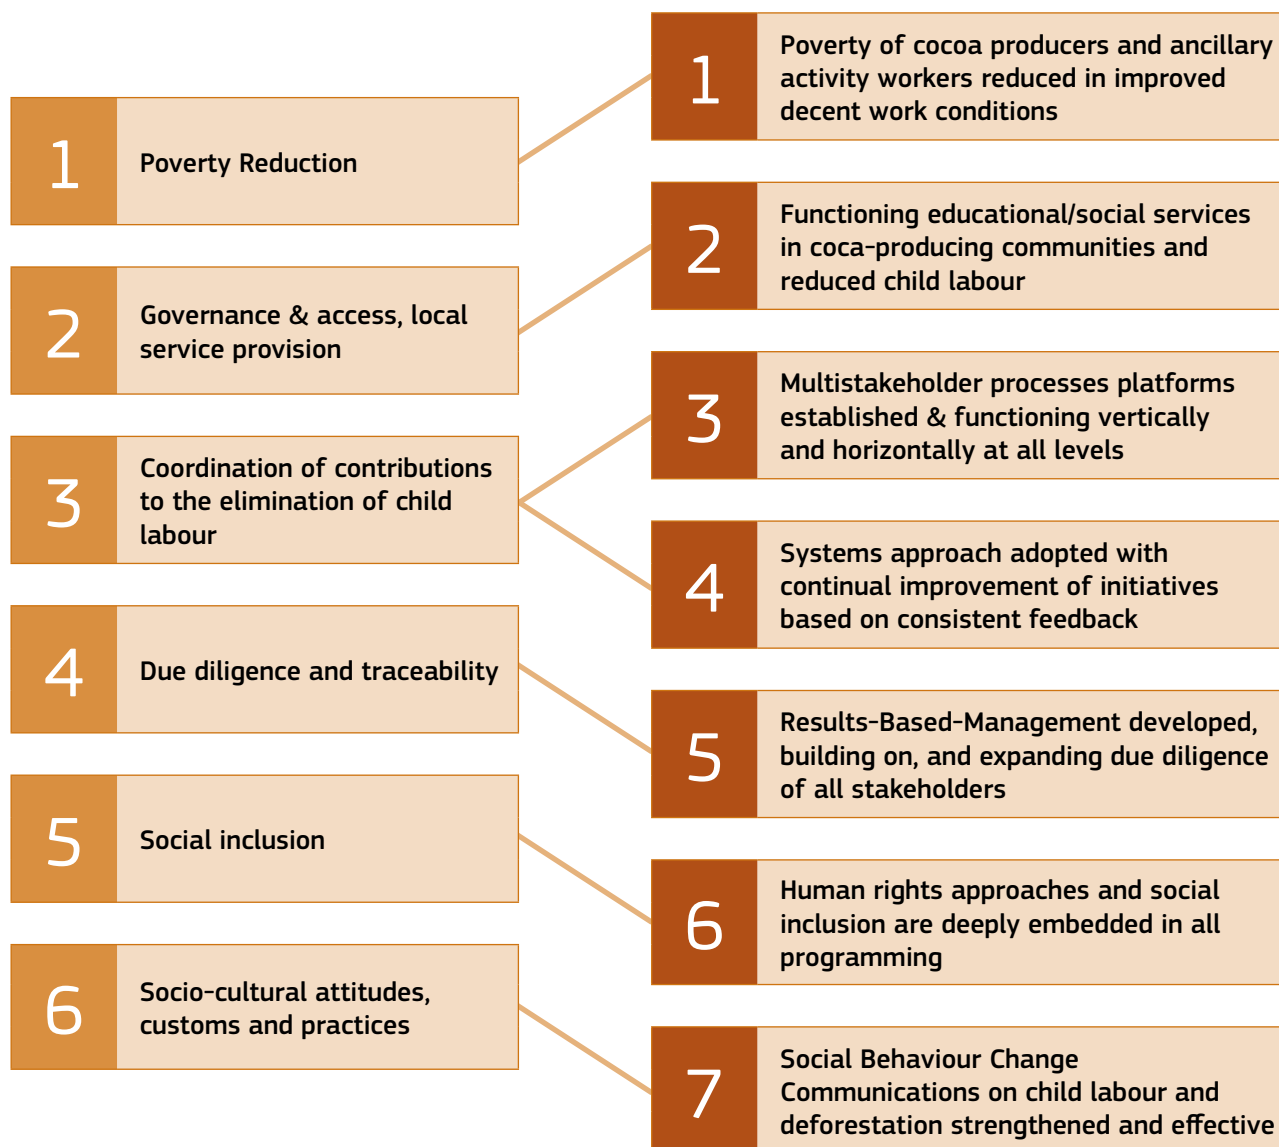 1
Poverty Reduction
2
Governance & access, local
service provision
3
Coordination of contributions
to the elimination of child
labour
4
Due diligence and traceability
5
Social inclusion
6
Socio-cultural attitudes,
customs and practices
1
Poverty of cocoa producers and ancillary
activity workers reduced in improved
decent work conditions
2
Functioning educational/social services
in coca-producing communities and
reduced child labour
3
Multistakeholder processes platforms
established & functioning vertically
and horizontally at all levels
4
Systems approach adopted with
continual improvement of initiatives
based on consistent feedback
5
Results-Based-Management developed,
building on, and expanding due diligence
of all stakeholders
6
Human rights approaches and social
inclusion are deeply embedded in all
programming
7
Social Behaviour Change
Communications on child labour and
deforestation strengthened and effective